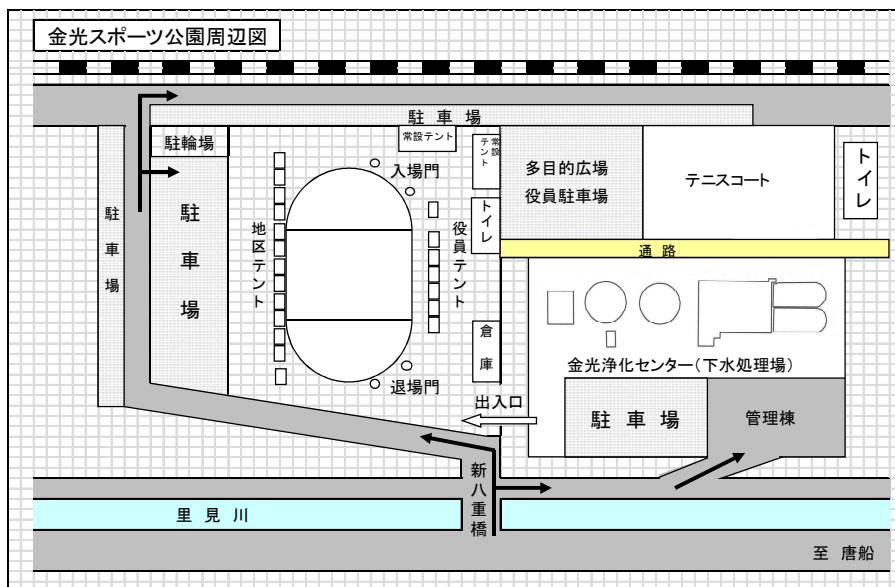 金光スポーツ公園周辺図
駐車場
駐輪場
常設テント
常設テント
入場門
多目的広場
役員駐車場
テニスコート
トイレ
駐車場
駐車場
地区テント
役員テント
トイレ
通路
倉庫
金光浄化センター(下水処理場)
退場門
出入口
駐車場
管理棟
新八重橋
里見川
至 唐船